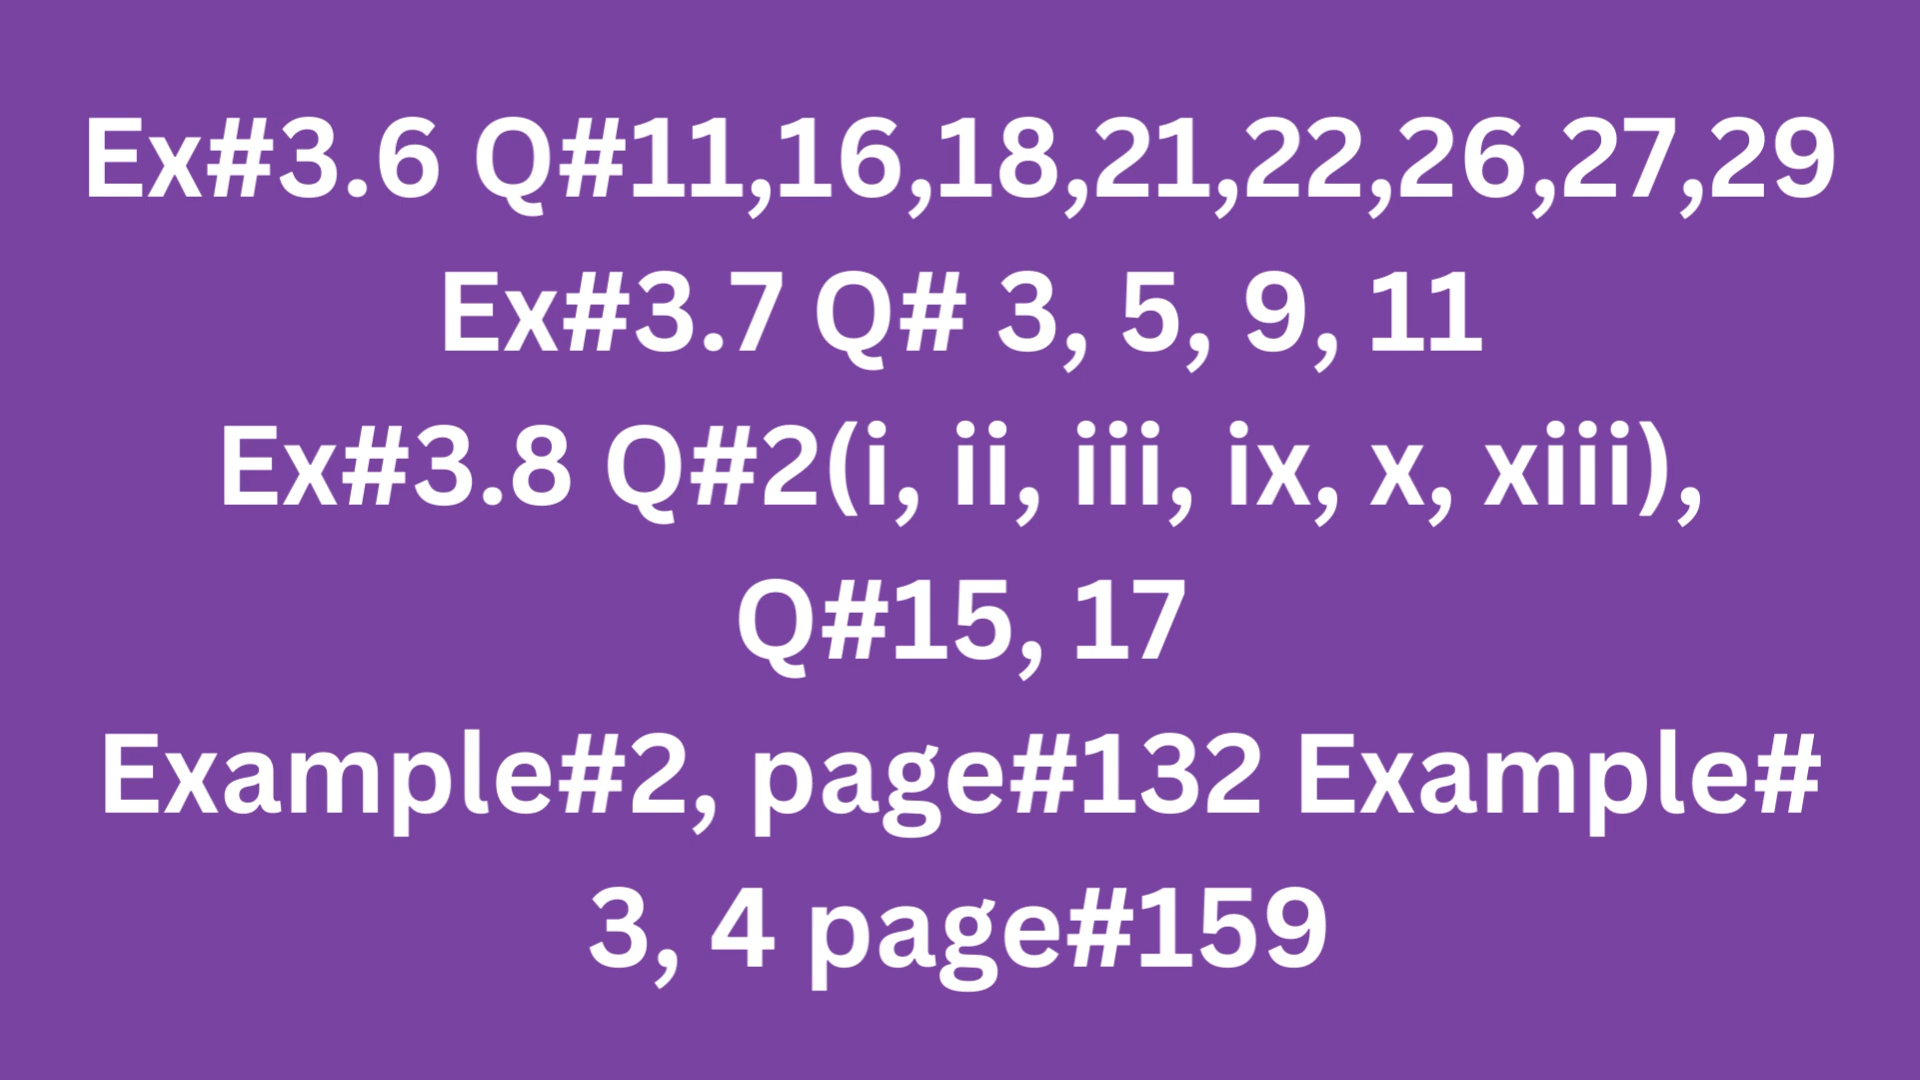 Ex#3.6 Q#11,16,18,21,22,26,27,29
Ex#3.7 Q# 3, 5, 9, 11
Ex#3.8 Q#2(i, ii, iii, ix, x, xiii),
Q#15, 17
Example#2, page#132 Example#
3, 4 page#159